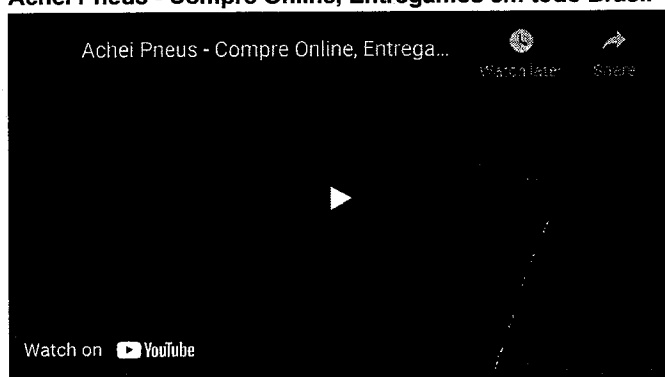 Achei Pneus - Compre Online, Entregamos em todo Brasil
Achei Pneus - Compre Online, Entrega...
Watch later
Share
Watch on YouTube